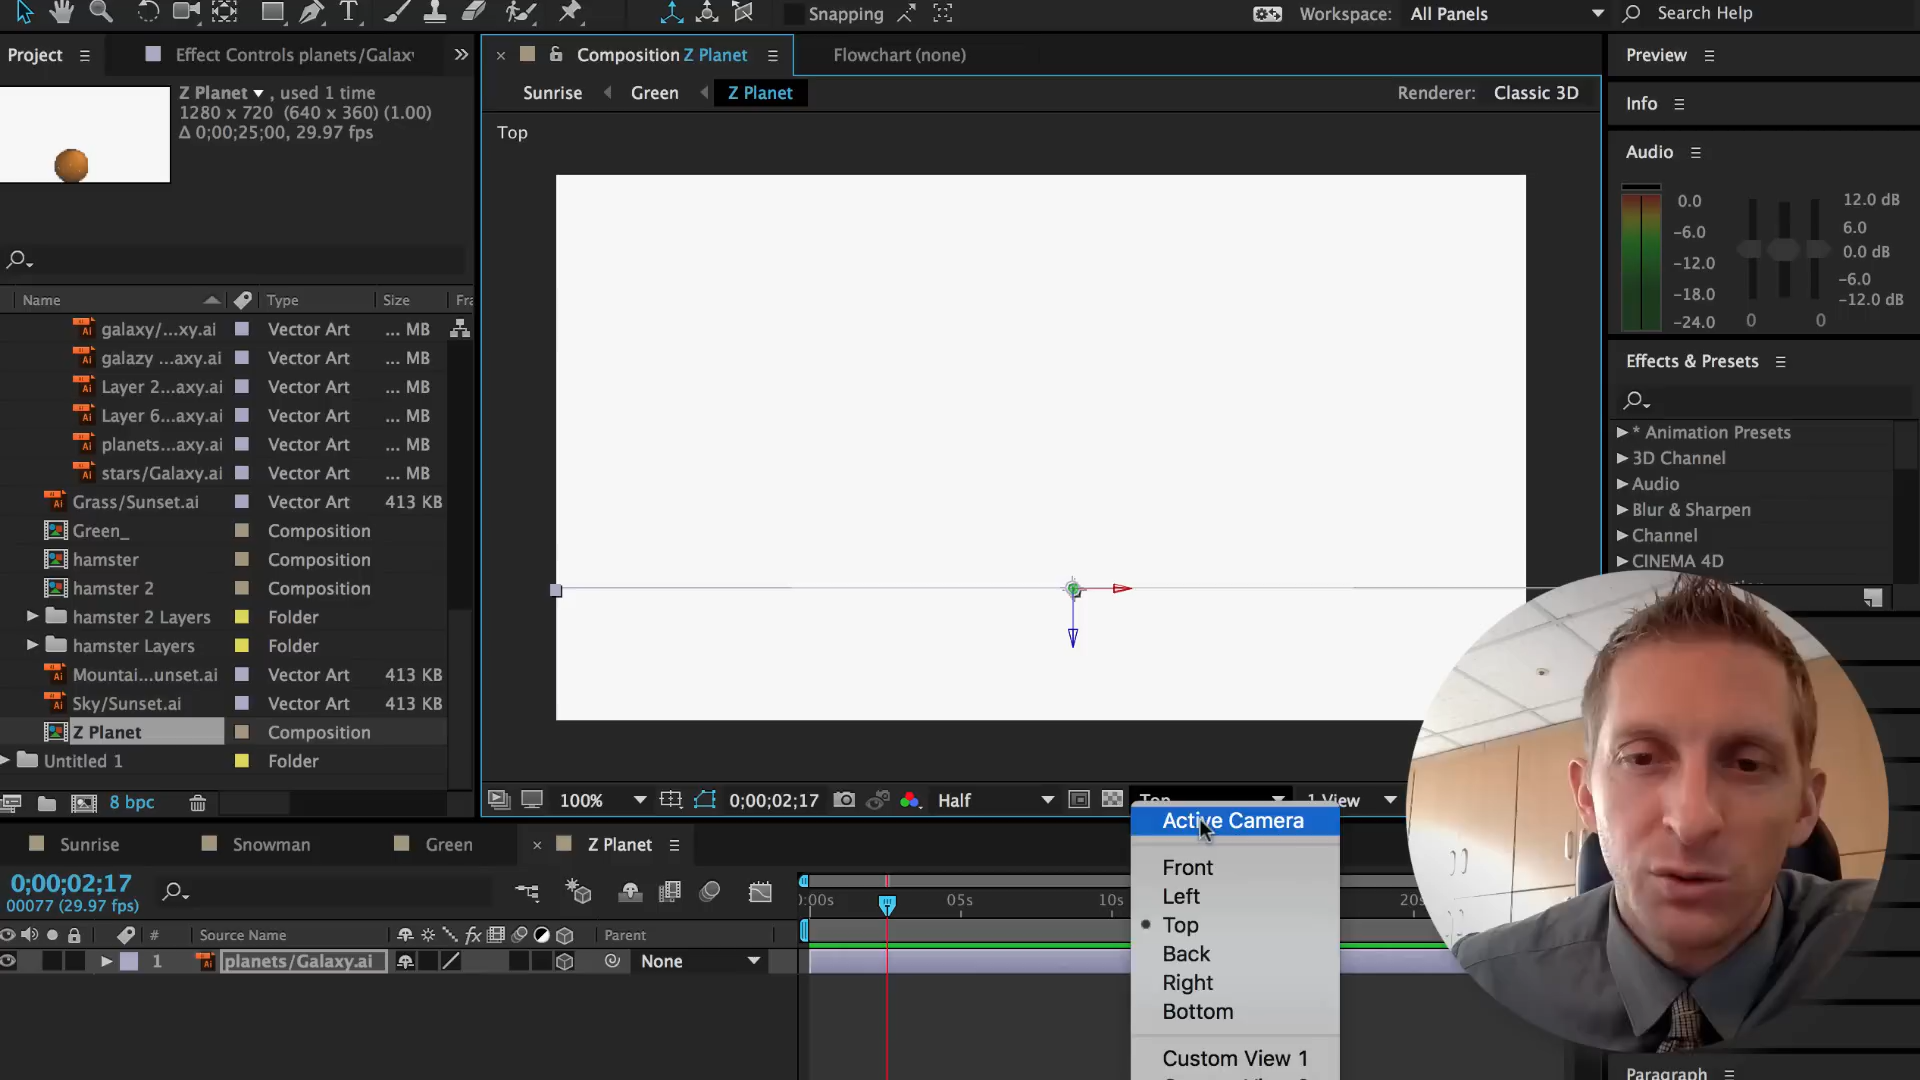 Snapping
Workspace: All Panels
Search Help
Project
Effect Controls planets/Galaxy
Composition Z Planet
Flowchart (none)
Preview
Z Planet , used 1 time
1280 x 720 (640 x 360) (1.00)
Δ 0;00;25;00, 29.97 fps
Sunrise Green Z Planet
Renderer: Classic 3D
Info
Top
Audio
0.0 12.0 dB
-6.0 6.0
-12.0 0.0 dB
-18.0 -6.0
-24.0 -12.0 dB
0 0
Name Type Size Fra
galaxy/...xy.ai Vector Art ... MB
galazy ...axy.ai Vector Art ... MB
Layer 2...axy.ai Vector Art ... MB
Layer 6...axy.ai Vector Art ... MB
planets...axy.ai Vector Art ... MB
stars/Galaxy.ai Vector Art ... MB
Grass/Sunset.ai Vector Art 413 KB
Green_ Composition
hamster Composition
hamster 2 Composition
hamster 2 Layers Folder
hamster Layers Folder
Mountai...unset.ai Vector Art 413 KB
Sky/Sunset.ai Vector Art 413 KB
Z Planet Composition
Untitled 1 Folder
8 bpc
Effects & Presets
* Animation Presets
3D Channel
Audio
Blur & Sharpen
Channel
CINEMA 4D
100% 0;00;02;17 Half Top 1 View
Active Camera
Front
Left
Top
Back
Right
Bottom
Custom View 1
Sunrise Snowman Green Z Planet
0;00;02;17
00077 (29.97 fps)
:00s 05s 10s 20s
# Source Name fx Parent
1 planets/Galaxy.ai None
Paragraph